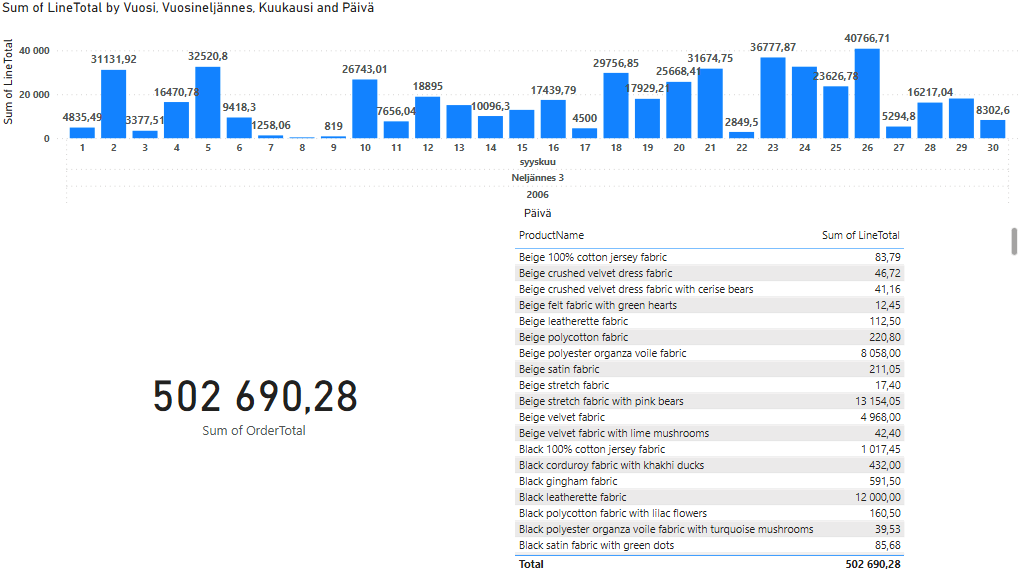 Sum of LineTotal by Vuosi, Vuosineljännes, Kuukausi and Päivä
Sum of LineTotal
40 000
20 000
0
4835,49 31131,92 3377,51 16470,78 32520,8 9418,3 1258,06 819 26743,01 7656,04 18895 10096,3 17439,79 4500 29756,85 17929,21 25668,41 31674,75 2849,5 36777,87 23626,78 40766,71 5294,8 16217,04 8302,6
1 2 3 4 5 6 7 8 9 10 11 12 13 14 15 16 17 18 19 20 21 22 23 24 25 26 27 28 29 30
syyskuu
Neljännes 3
2006
Päivä
502 690,28
Sum of OrderTotal
ProductName Sum of LineTotal
Beige 100% cotton jersey fabric 83,79
Beige crushed velvet dress fabric 46,72
Beige crushed velvet dress fabric with cerise bears 41,16
Beige felt fabric with green hearts 12,45
Beige leatherette fabric 112,50
Beige polycotton fabric 220,80
Beige polyester organza voile fabric 8 058,00
Beige satin fabric 211,05
Beige stretch fabric 17,40
Beige stretch fabric with pink bears 13 154,05
Beige velvet fabric 4 968,00
Beige velvet fabric with lime mushrooms 42,40
Black 100% cotton jersey fabric 1 017,45
Black corduroy fabric with khakhi ducks 432,00
Black gingham fabric 591,50
Black leatherette fabric 12 000,00
Black polycotton fabric with lilac flowers 160,50
Black polyester organza voile fabric with turquoise mushrooms 39,53
Black satin fabric with green dots 85,68
Total 502 690,28